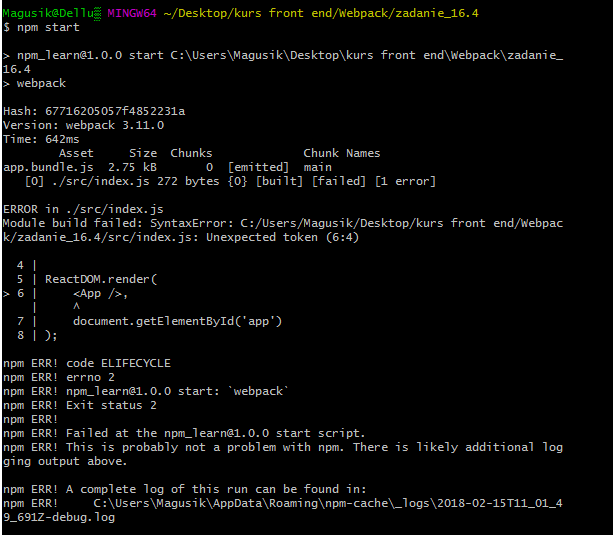 Magusik@Dellu▒ MINGW64 ~/Desktop/kurs front end/Webpack/zadanie_16.4
$ npm start
> npm_learn@1.0.0 start C:\Users\Magusik\Desktop\kurs front end\Webpack\zadanie_
16.4
> webpack
Hash: 67716205057f4852231a
Version: webpack 3.11.0
Time: 642ms
        Asset     Size  Chunks             Chunk Names
app.bundle.js  2.75 kB       0  [emitted]  main
   [0] ./src/index.js 272 bytes {0} [built] [failed] [1 error]
ERROR in ./src/index.js
Module build failed: SyntaxError: C:/Users/Magusik/Desktop/kurs front end/Webpac
k/zadanie_16.4/src/index.js: Unexpected token (6:4)
  4 |
  5 | ReactDOM.render(
> 6 |     <App />,
    |     ^
  7 |     document.getElementById('app')
  8 | );
npm ERR! code ELIFECYCLE
npm ERR! errno 2
npm ERR! npm_learn@1.0.0 start: `webpack`
npm ERR! Exit status 2
npm ERR!
npm ERR! Failed at the npm_learn@1.0.0 start script.
npm ERR! This is probably not a problem with npm. There is likely additional log
ging output above.
npm ERR! A complete log of this run can be found in:
npm ERR!     C:\Users\Magusik\AppData\Roaming\npm-cache\_logs\2018-02-15T11_01_4
9_691Z-debug.log